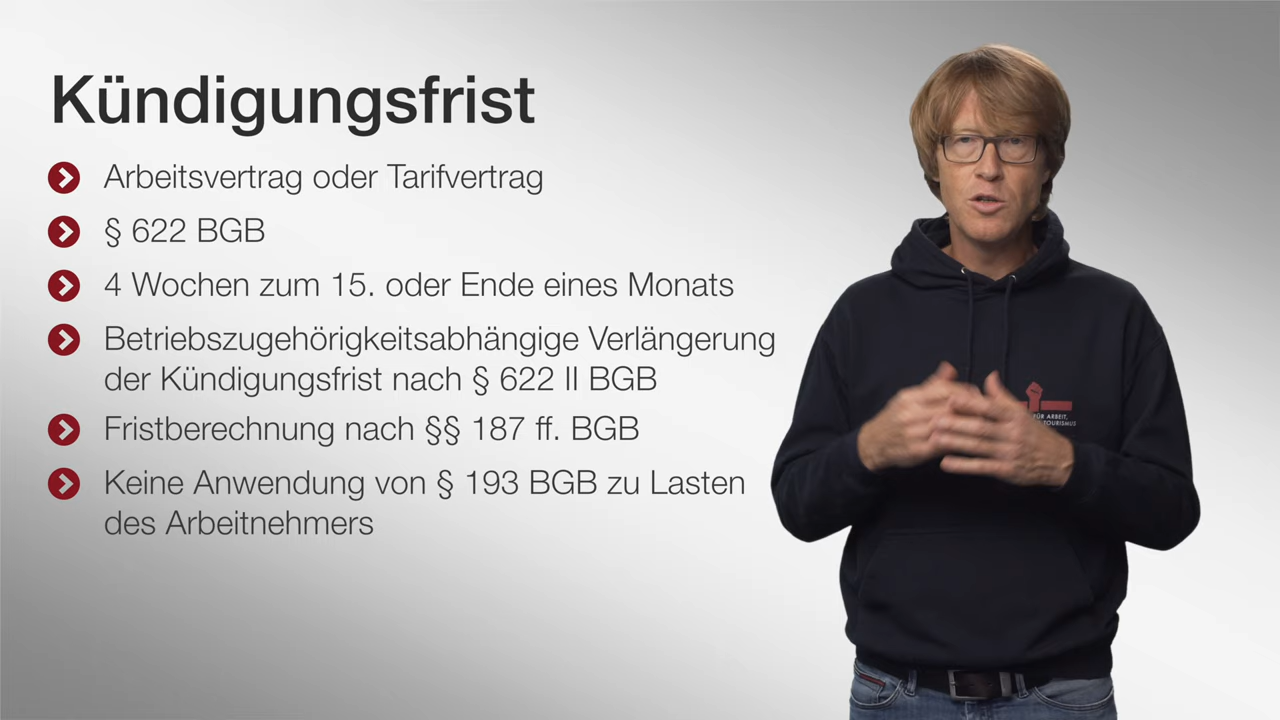 Kündigungsfrist
Arbeitsvertrag oder Tarifvertrag
§ 622 BGB
4 Wochen zum 15. oder Ende eines Monats
Betriebszugehörigkeitsabhängige Verlängerung
der Kündigungsfrist nach § 622 II BGB
Fristberechnung nach §§ 187 ff. BGB
Keine Anwendung von § 193 BGB zu Lasten
des Arbeitnehmers
FÜR ARBEIT,
TOURISMUS